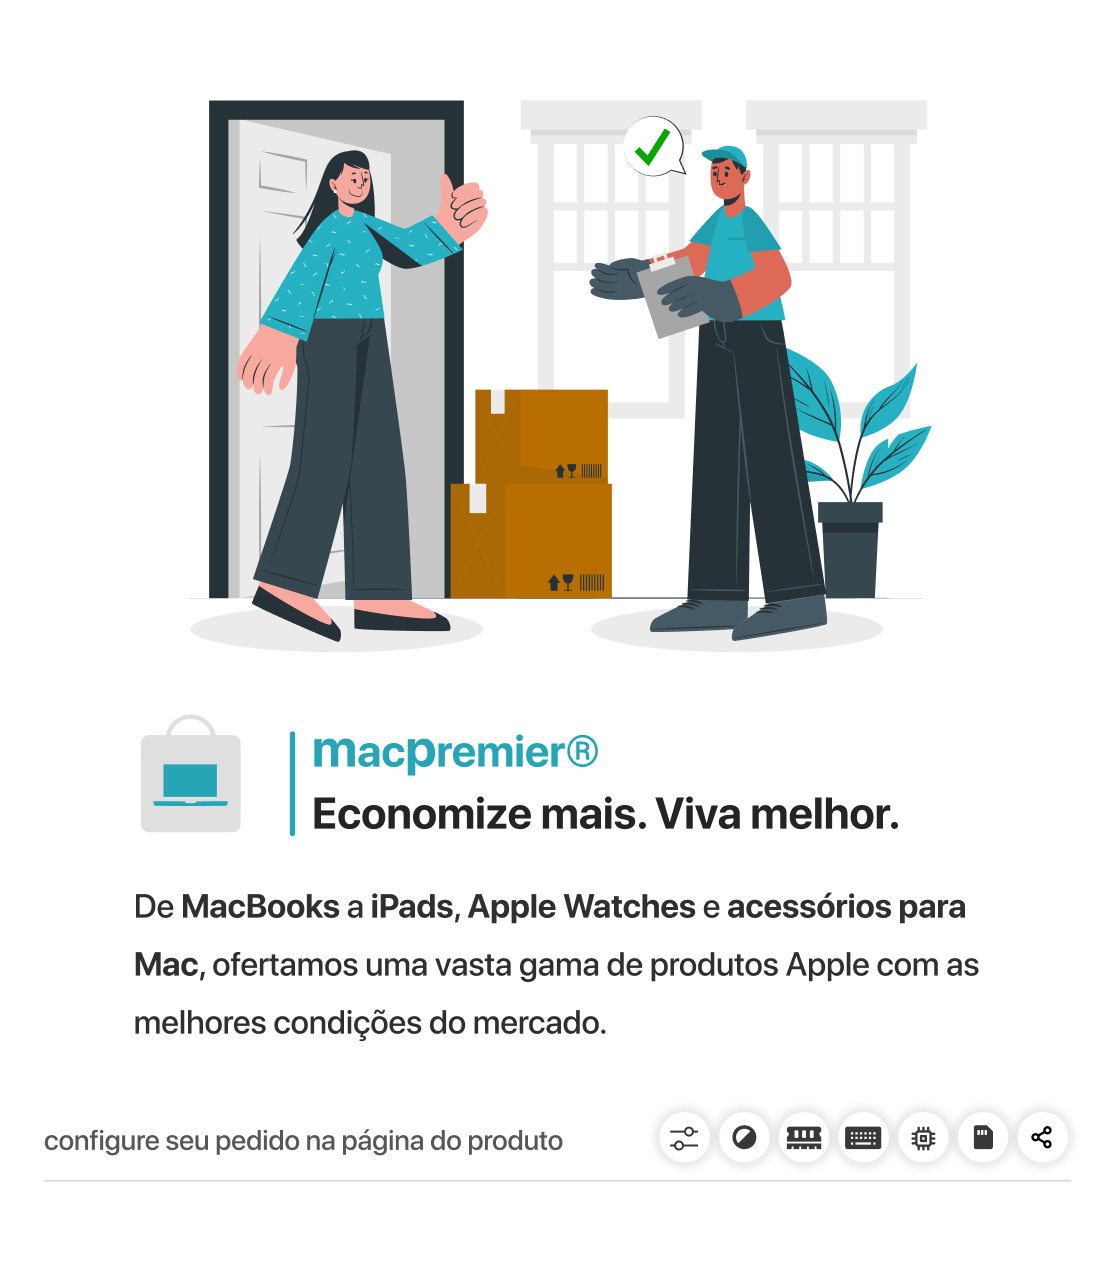 macpremier®
Economize mais. Viva melhor.
De MacBooks a iPads, Apple Watches e acessórios para
Mac, ofertamos uma vasta gama de produtos Apple com as
melhores condições do mercado.
configure seu pedido na página do produto